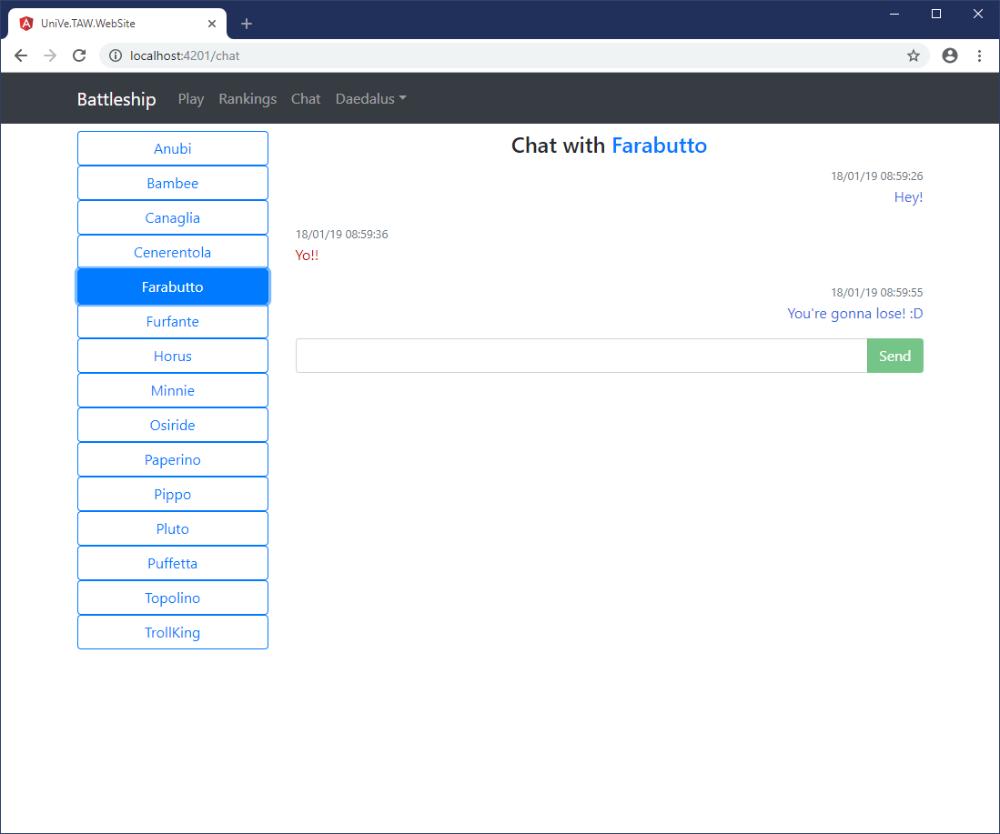 UniVe.TAW.WebSite
localhost:4201/chat
Battleship Play Rankings Chat Daedalus
Anubi
Bambee
Canaglia
Cenerentola
Farabutto
Furfante
Horus
Minnie
Osiride
Paperino
Pippo
Pluto
Puffetta
Topolino
TrollKing
Chat with Farabutto
18/01/19 08:59:26
Hey!
18/01/19 08:59:36
Yo!!
18/01/19 08:59:55
You're gonna lose! :D
Send